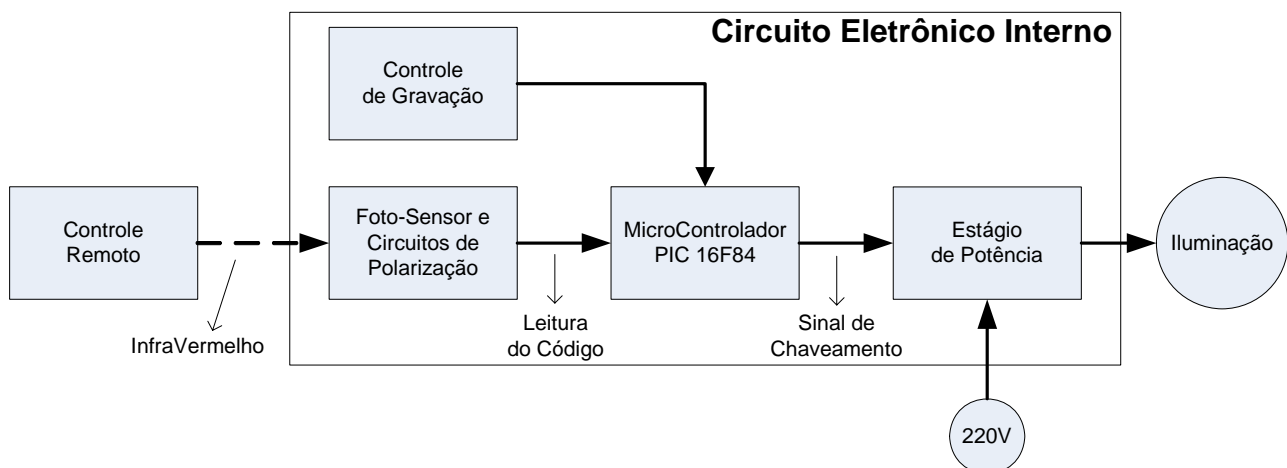 Circuito Eletrônico Interno
Controle
de Gravação
Controle
Remoto
Foto-Sensor e
Circuitos de
Polarização
MicroControlador
PIC 16F84
Estágio
de Potência
Iluminação
InfraVermelho
Leitura
do Código
Sinal de
Chaveamento
220V